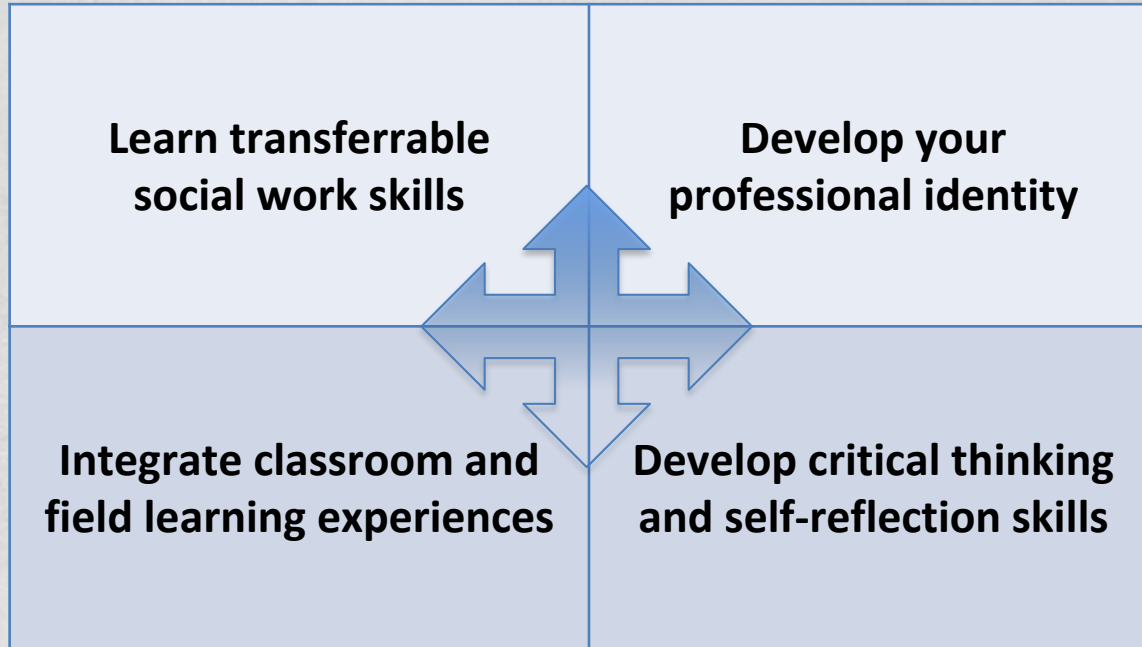 Learn transferrable
social work skills
Develop your
professional identity
Integrate classroom and
field learning experiences
Develop critical thinking
and self-reflection skills